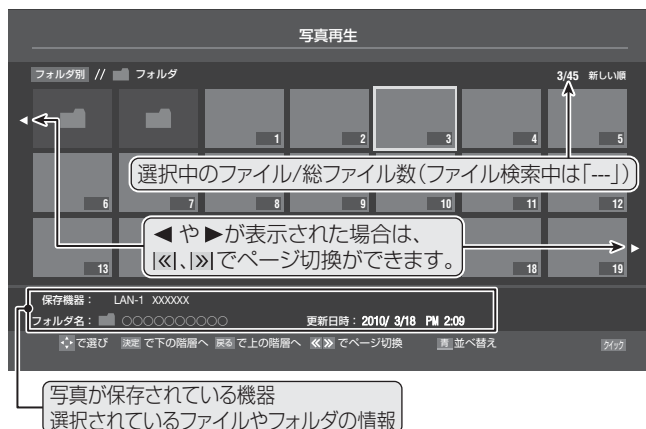 写真再生
フォルダ別 // フォルダ 3/45 新しい順
1 2 3 4 5
選択中のファイル/総ファイル数(ファイル検索中は「---」)
6 7 8 9 10 11 12
◀ や ▶が表示された場合は、
|≪|、|≫|でページ切換ができます。
13 18 19
保存機器： LAN-1 XXXXXX
フォルダ名： ○○○○○○○○○○ 更新日時： 2010/ 3/18 PM 2:09
で選び 決定 で下の階層へ 戻る で上の階層へ ≪≫ でページ切換 青 並べ替え クイック
写真が保存されている機器
選択されているファイルやフォルダの情報